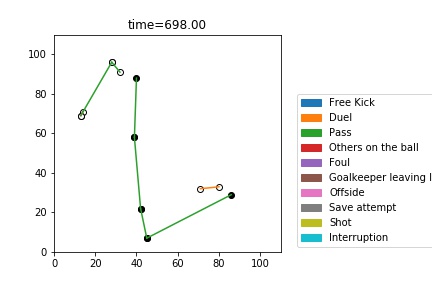 time=698.00
100
80
60
40
20
0
0 20 40 60 80 100
Free Kick
Duel
Pass
Others on the ball
Foul
Goalkeeper leaving l
Offside
Save attempt
Shot
Interruption